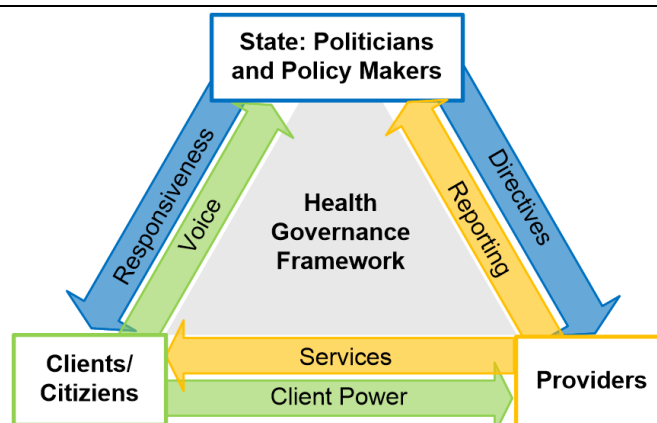 State: Politicians
and Policy Makers
Responsiveness
Voice
Health
Governance
Framework
Reporting
Directives
Clients/
Citiziens
Services
Client Power
Providers